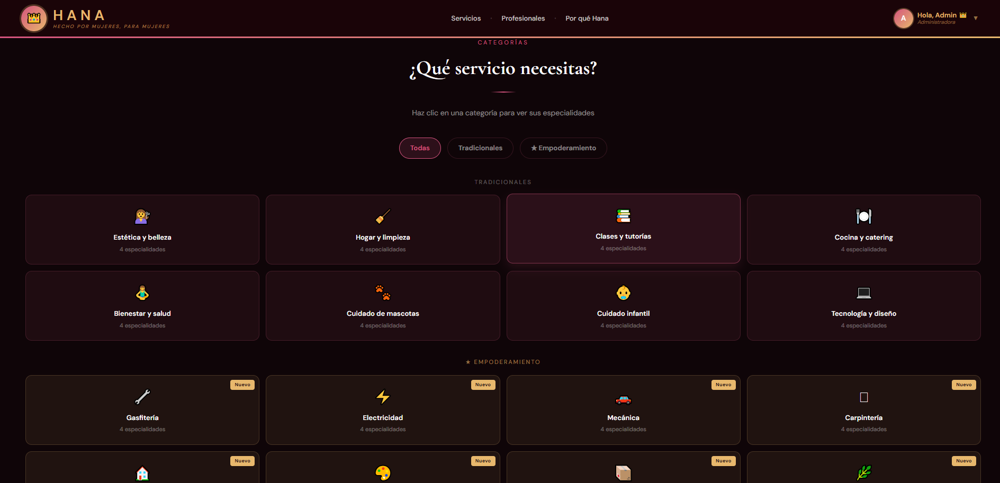 HANA
HECHO POR MUJERES, PARA MUJERES
Servicios · Profesionales · Por qué Hana
A
Hola, Admin
Administradora
CATEGORÍAS
¿Qué servicio necesitas?
Haz clic en una categoría para ver sus especialidades
Todas
Tradicionales
★ Empoderamiento
TRADICIONALES
Estética y belleza
4 especialidades
Hogar y limpieza
4 especialidades
Clases y tutorías
4 especialidades
Cocina y catering
4 especialidades
Bienestar y salud
4 especialidades
Cuidado de mascotas
4 especialidades
Cuidado infantil
4 especialidades
Tecnología y diseño
4 especialidades
★ EMPODERAMIENTO
Nuevo
Gasfitería
4 especialidades
Nuevo
Electricidad
4 especialidades
Nuevo
Mecánica
4 especialidades
Nuevo
Carpintería
4 especialidades
Nuevo
Nuevo
Nuevo
Nuevo